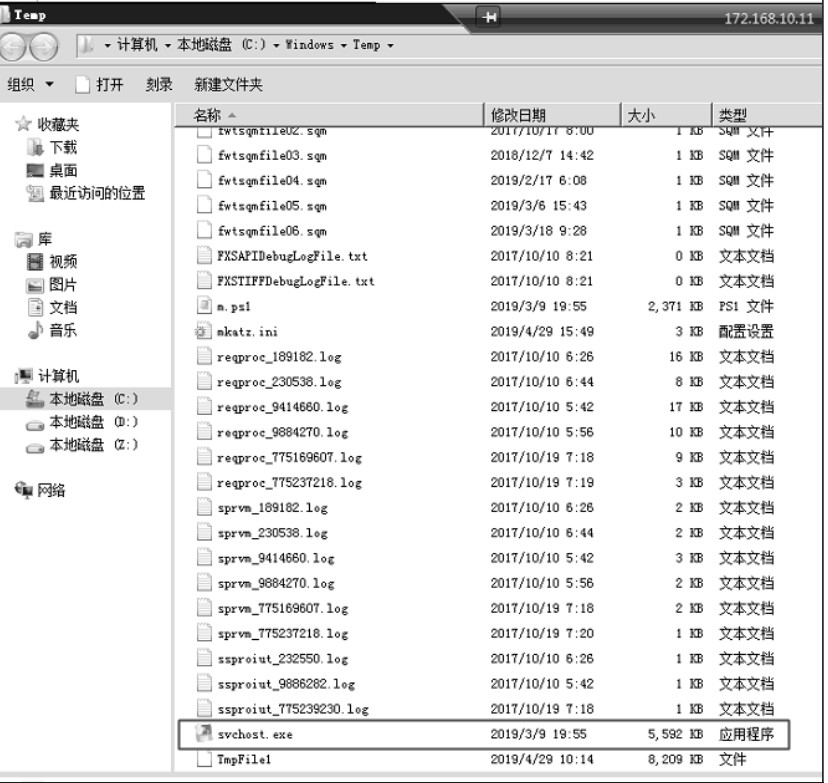 Temp
172.168.10.11
计算机 本地磁盘 (C:) Windows Temp
组织 打开 刻录 新建文件夹
收藏夹
下载
桌面
最近访问的位置
库
视频
图片
文档
音乐
计算机
本地磁盘 (C:)
本地磁盘 (D:)
本地磁盘 (Z:)
网络
名称 修改日期 大小 类型
fwtsqmfile02.sqm 2017/10/17 8:00 1 KB SQM 文件
fwtsqmfile03.sqm 2018/12/7 14:42 1 KB SQM 文件
fwtsqmfile04.sqm 2019/2/17 6:08 1 KB SQM 文件
fwtsqmfile05.sqm 2019/3/6 15:43 1 KB SQM 文件
fwtsqmfile06.sqm 2019/3/18 9:28 1 KB SQM 文件
FXSAPIDebugLogFile.txt 2017/10/10 8:21 0 KB 文本文档
FXSTIFFDebugLogFile.txt 2017/10/10 8:21 0 KB 文本文档
m.ps1 2019/3/9 19:55 2,371 KB PS1 文件
mkatz.ini 2019/4/29 15:49 3 KB 配置设置
reqproc_189182.log 2017/10/10 6:26 16 KB 文本文档
reqproc_230538.log 2017/10/10 6:44 8 KB 文本文档
reqproc_9414660.log 2017/10/10 5:42 17 KB 文本文档
reqproc_9884270.log 2017/10/10 5:56 10 KB 文本文档
reqproc_775169607.log 2017/10/19 7:18 9 KB 文本文档
reqproc_775237218.log 2017/10/19 7:19 3 KB 文本文档
sprvm_189182.log 2017/10/10 6:26 2 KB 文本文档
sprvm_230538.log 2017/10/10 6:44 2 KB 文本文档
sprvm_9414660.log 2017/10/10 5:42 3 KB 文本文档
sprvm_9884270.log 2017/10/10 5:56 2 KB 文本文档
sprvm_775169607.log 2017/10/19 7:18 2 KB 文本文档
sprvm_775237218.log 2017/10/19 7:20 1 KB 文本文档
ssproiut_232550.log 2017/10/10 6:26 1 KB 文本文档
ssproiut_9886282.log 2017/10/10 5:42 1 KB 文本文档
ssproiut_775239230.log 2017/10/19 7:18 1 KB 文本文档
svchost.exe 2019/3/9 19:55 5,592 KB 应用程序
TmpFile1 2019/4/29 10:14 8,209 KB 文件